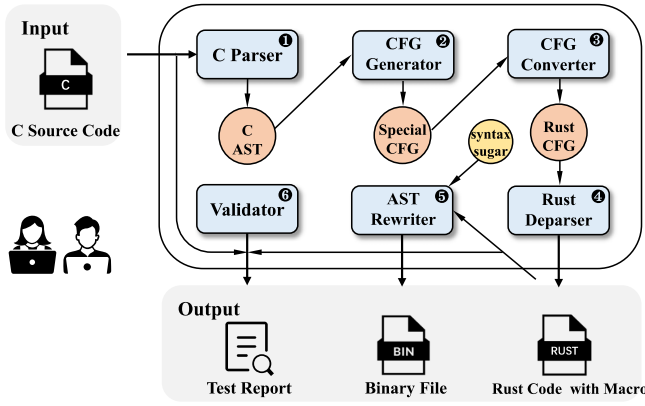 Input
C
C Source Code
C Parser
❶
CFG
Generator
❷
CFG
Converter
❸
C
AST
Special
CFG
syntax
sugar
Rust
CFG
Validator
❻
AST
Rewriter
❺
Rust
Deparser
❹
Output
BIN
RUST
Test Report
Binary File
Rust Code with Macro